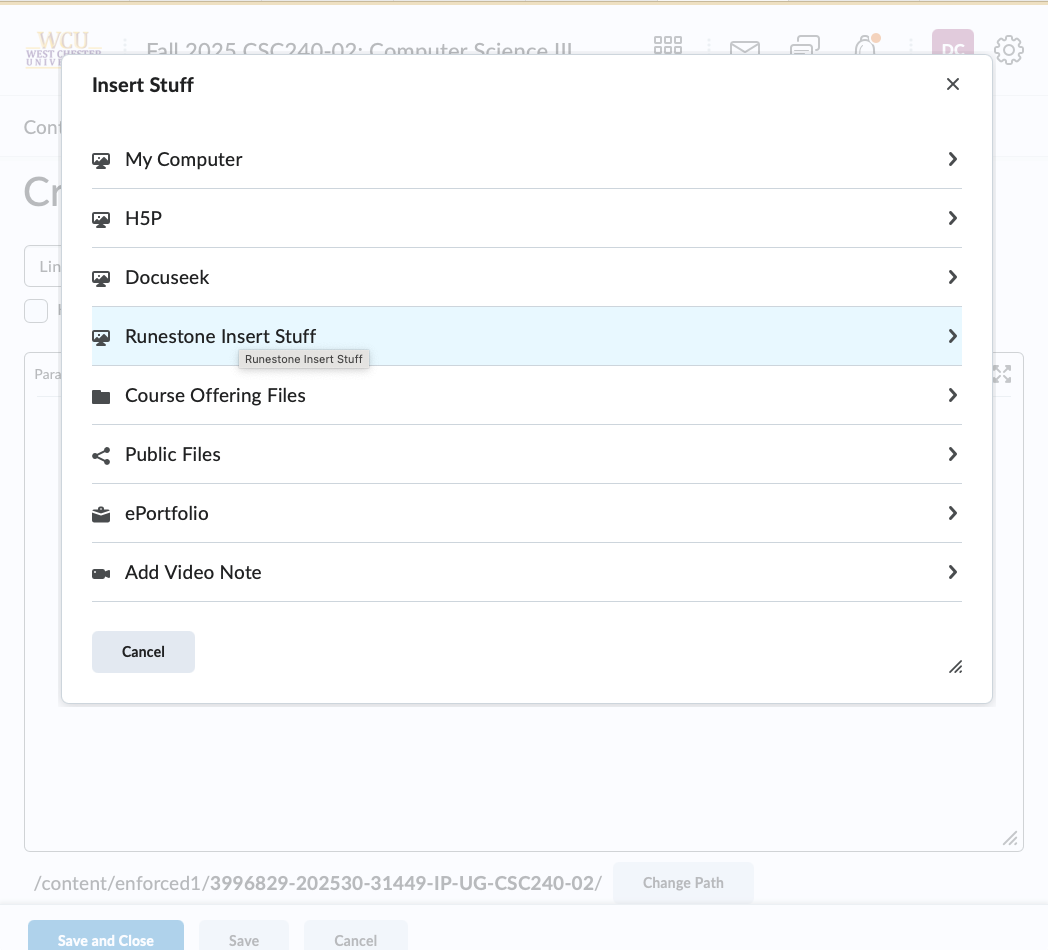 WCU
WEST CHESTER
UNIVE
Fall 2025 CSC240-02: Computer Science III
DC
Insert Stuff
Cont
My Computer
Cr
H5P
Lin
Docuseek
Runestone Insert Stuff
Runestone Insert Stuff
Para
Course Offering Files
Public Files
ePortfolio
Add Video Note
Cancel
/content/enforced1/3996829-202530-31449-IP-UG-CSC240-02/
Change Path
Save and Close
Save
Cancel